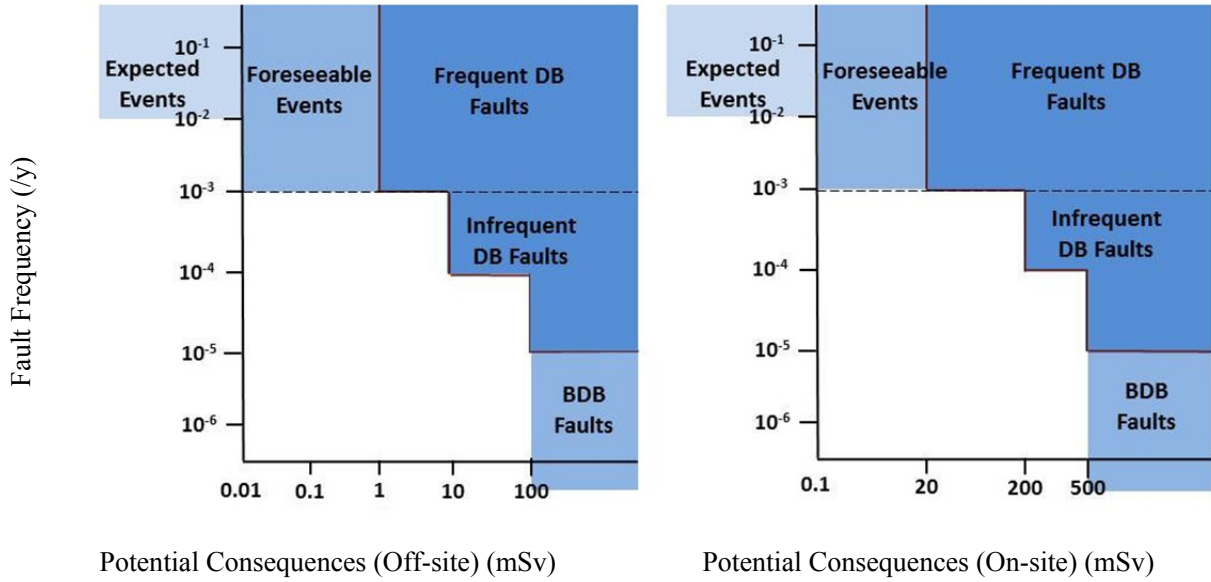 Fault Frequency (/y)
10⁻¹
10⁻²
10⁻³
10⁻⁴
10⁻⁵
10⁻⁶
Expected
Events
Foreseeable
Events
Frequent DB
Faults
Infrequent
DB Faults
BDB
Faults
0.01 0.1 1 10 100
Potential Consequences (Off-site) (mSv)
10⁻¹
10⁻²
10⁻³
10⁻⁴
10⁻⁵
10⁻⁶
Expected
Events
Foreseeable
Events
Frequent DB
Faults
Infrequent
DB Faults
BDB
Faults
0.1 20 200 500
Potential Consequences (On-site) (mSv)